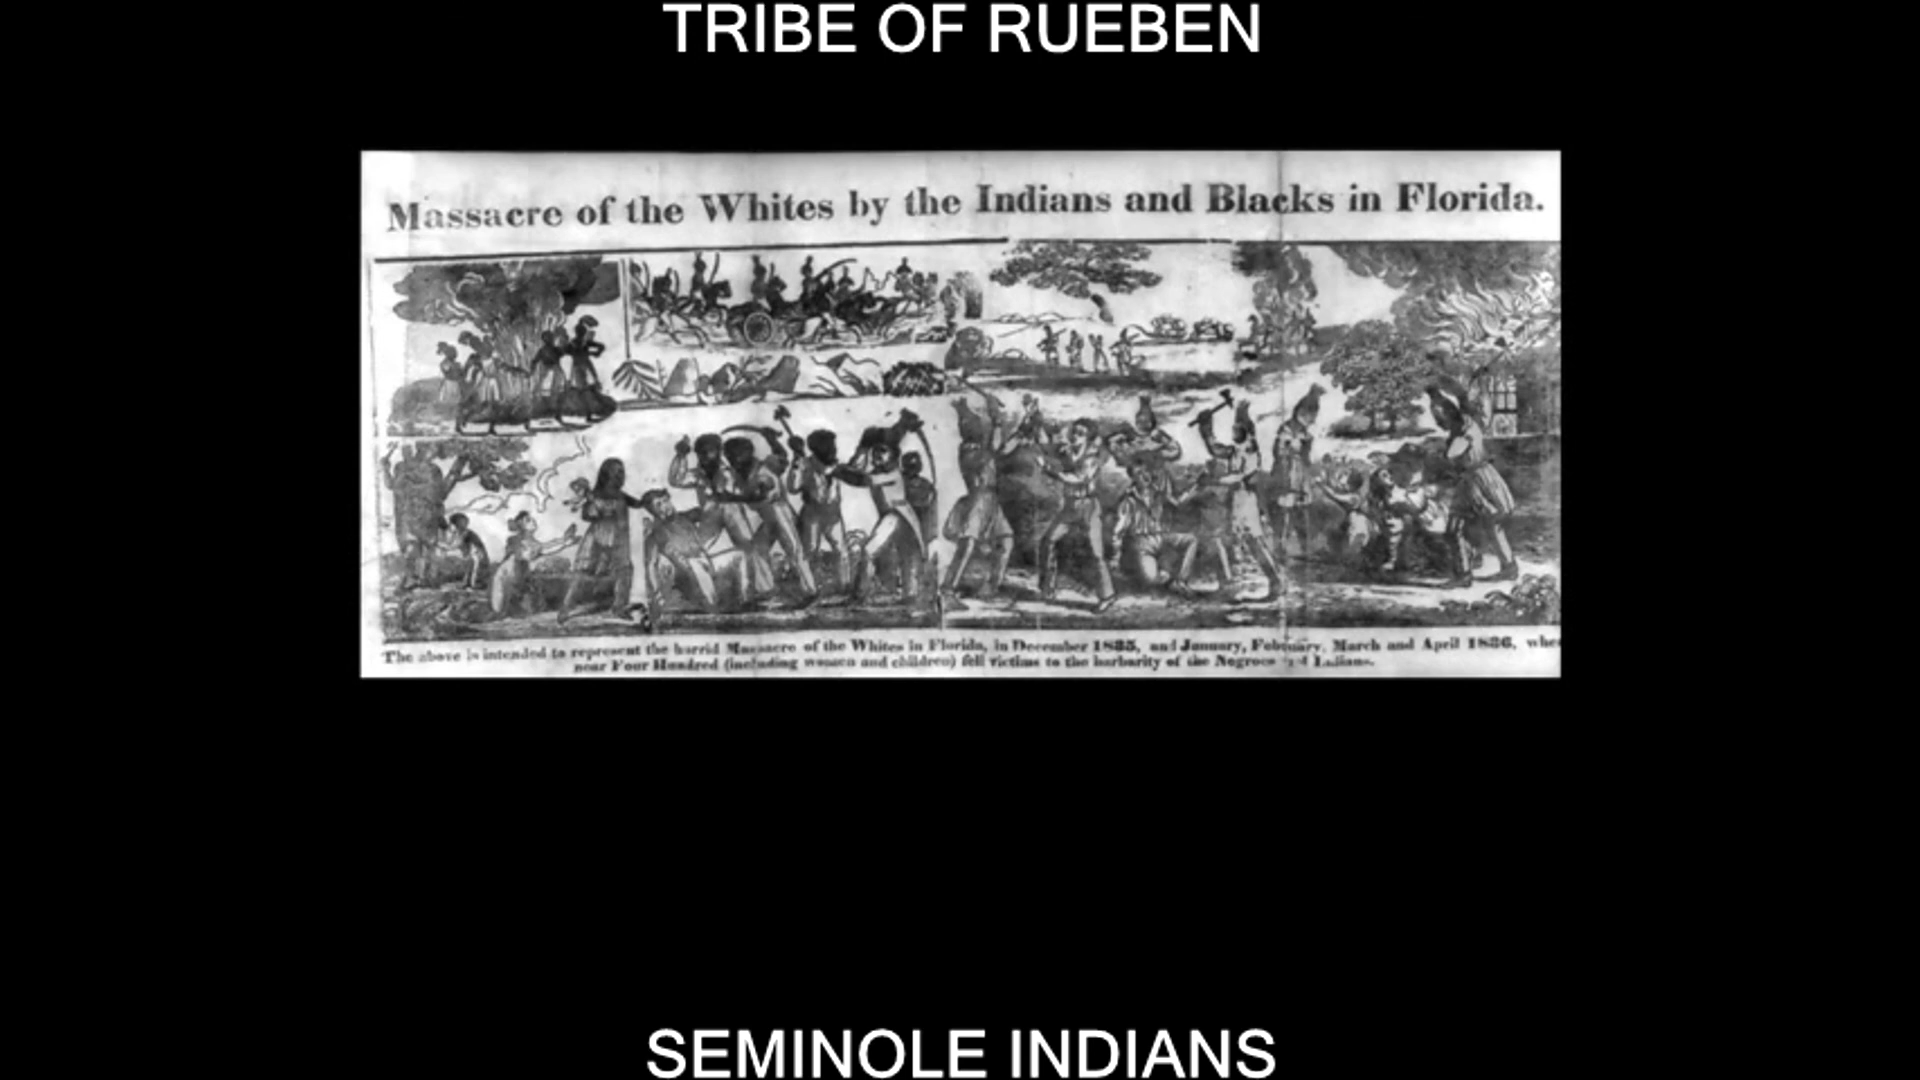 TRIBE OF RUEBEN
Massacre of the Whites by the Indians and Blacks in Florida.
The above is intended to represent the horrid Massacre of the Whites in Florida, in December 1835, and January, February, March and April 1836, when
near Four Hundred (including women and children) fell victims to the barbarity of the Negroes and Indians.
SEMINOLE INDIANS